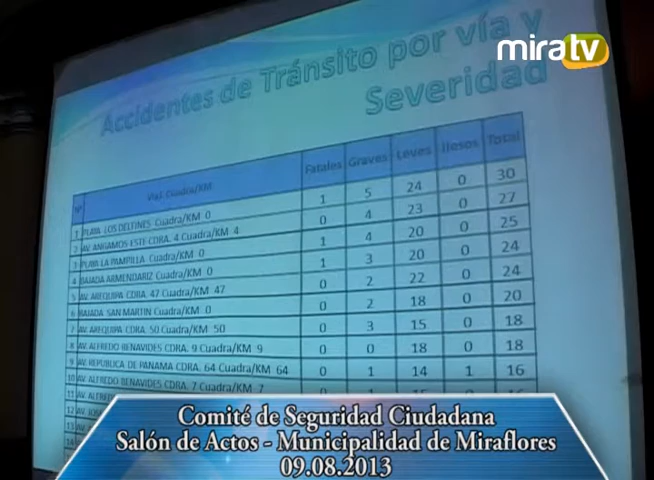 miratv
Accidentes de Tránsito por vía y
Severidad
N° Via/ Cuadra/KM Fatales Graves Leves Ilesos Total
1 PLAYA LOS DELFINES Cuadra/KM 0 1 5 24 0 30
2 AV. ANGAMOS ESTE CDRA. 4 Cuadra/KM 4 0 4 23 0 27
3 PLAYA LA PAMPILLA Cuadra/KM 0 1 4 20 0 25
4 BAJADA ARMENDARIZ Cuadra/KM 0 1 3 20 0 24
5 AV. AREQUIPA CDRA. 47 Cuadra/KM 47 0 2 22 0 24
6 BAJADA SAN MARTIN Cuadra/KM 0 0 2 18 0 20
7 AV. AREQUIPA CDRA. 50 Cuadra/KM 50 0 3 15 0 18
8 AV. ALFREDO BENAVIDES CDRA. 9 Cuadra/KM 9 0 0 18 0 18
9 AV. REPUBLICA DE PANAMA CDRA. 64 Cuadra/KM 64 0 1 14 1 16
10 AV. ALFREDO BENAVIDES CDRA. 7 Cuadra/KM 7
11 AV.
12 AV.
Comité de Seguridad Ciudadana
Salón de Actos - Municipalidad de Miraflores
09.08.2013